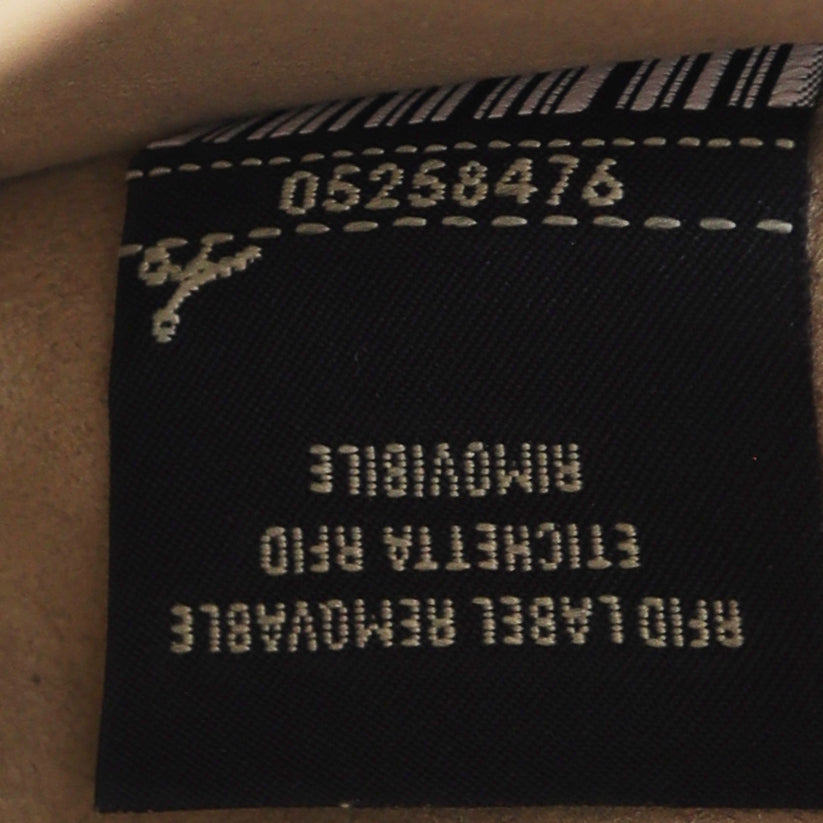 05258476
RFID LABEL REMOVABLE
ETICHETTA RFID
RIMOVIBILE